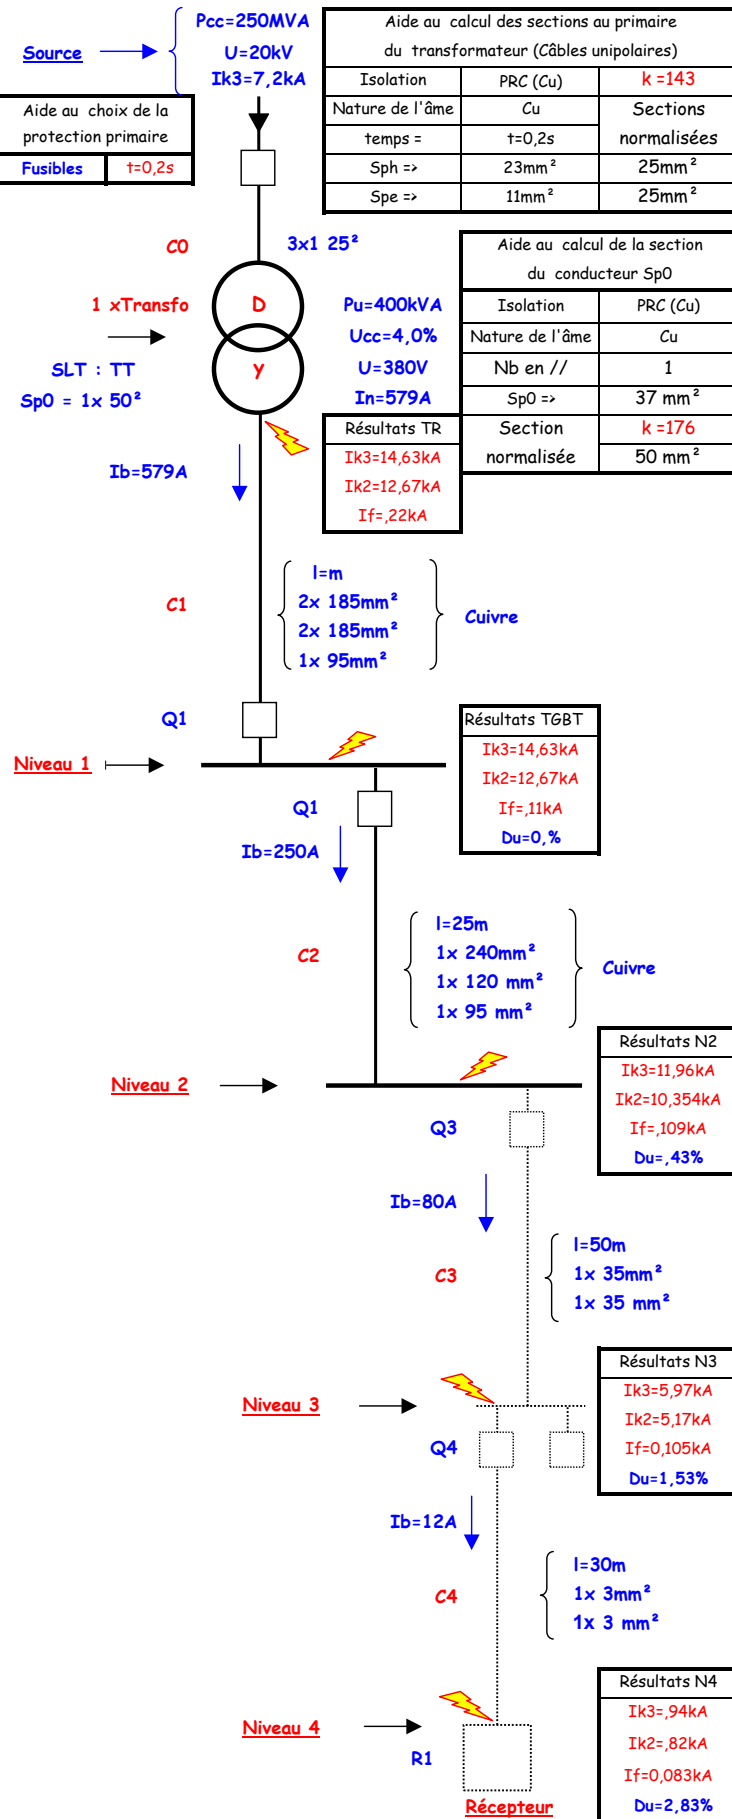 Pcc=250MVA
Source
U=20kV
Ik3=7,2kA
Aide au calcul des sections au primaire
du transformateur (Câbles unipolaires)
Isolation PRC (Cu) k =143
Nature de l'âme Cu Sections
temps = t=0,2s normalisées
Sph => 23mm² 25mm²
Spe => 11mm² 25mm²
Aide au choix de la
protection primaire
Fusibles t=0,2s
C0
3x1 25²
1 xTransfo
D
y
SLT : TT
Sp0 = 1x 50²
Pu=400kVA
Ucc=4,0%
U=380V
In=579A
Aide au calcul de la section
du conducteur Sp0
Isolation PRC (Cu)
Nature de l'âme Cu
Nb en // 1
Sp0 => 37 mm²
Section k =176
normalisée 50 mm²
Résultats TR
Ik3=14,63kA
Ik2=12,67kA
If=,22kA
Ib=579A
C1
l=m
2x 185mm²
2x 185mm²
1x 95mm²
Cuivre
Q1
Niveau 1
Résultats TGBT
Ik3=14,63kA
Ik2=12,67kA
If=,11kA
Du=0,%
Q1
Ib=250A
C2
l=25m
1x 240mm²
1x 120 mm²
1x 95 mm²
Cuivre
Niveau 2
Résultats N2
Ik3=11,96kA
Ik2=10,354kA
If=,109kA
Du=,43%
Q3
Ib=80A
C3
l=50m
1x 35mm²
1x 35 mm²
Niveau 3
Résultats N3
Ik3=5,97kA
Ik2=5,17kA
If=0,105kA
Du=1,53%
Q4
Ib=12A
C4
l=30m
1x 3mm²
1x 3 mm²
Niveau 4
R1
Récepteur
Résultats N4
Ik3=,94kA
Ik2=,82kA
If=0,083kA
Du=2,83%